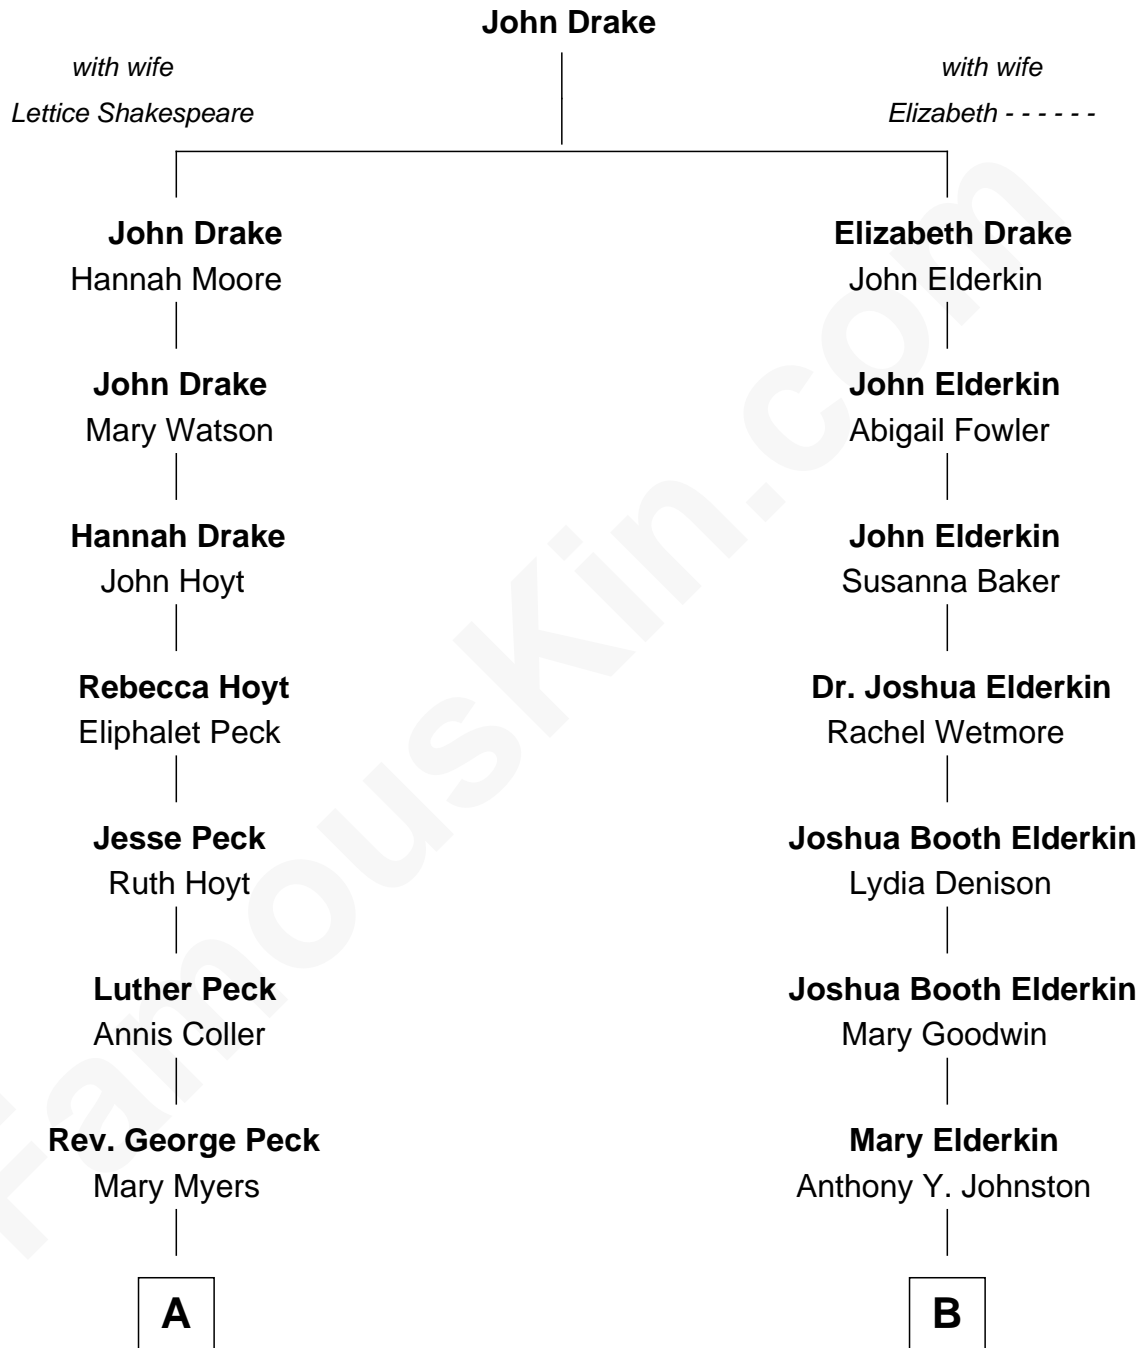 John Drake
with wife
with wife
Lettice Shakespeare
Elizabeth - - - - - -
John Drake
Elizabeth Drake
Hannah Moore
John Elderkin
John Drake
John Elderkin
Mary Watson
Abigail Fowler
Hannah Drake
John Elderkin
John Hoyt
Susanna Baker
Rebecca Hoyt
Dr. Joshua Elderkin
Eliphalet Peck
Rachel Wetmore
Jesse Peck
Joshua Booth Elderkin
Ruth Hoyt
Lydia Denison
Luther Peck
Joshua Booth Elderkin
Annis Coller
Mary Goodwin
Rev. George Peck
Mary Elderkin
Mary Myers
Anthony Y. Johnston
A
B
FamousKin.com